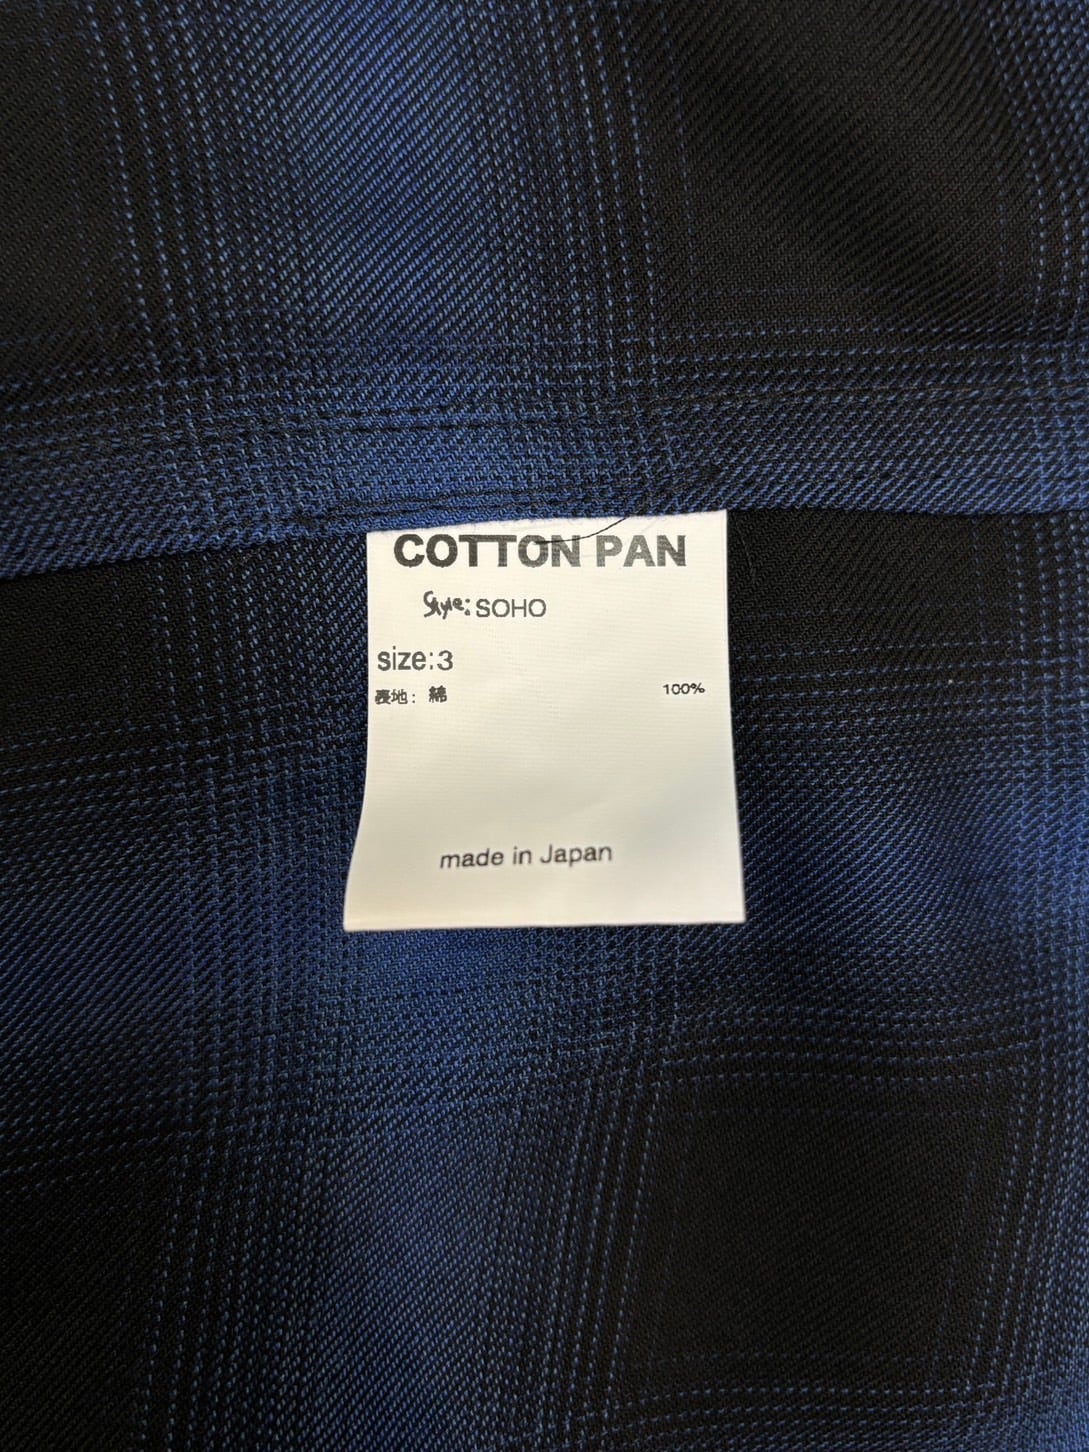 COTTON PAN
Style: SOHO
size:3
表地: 綿 100%
made in Japan